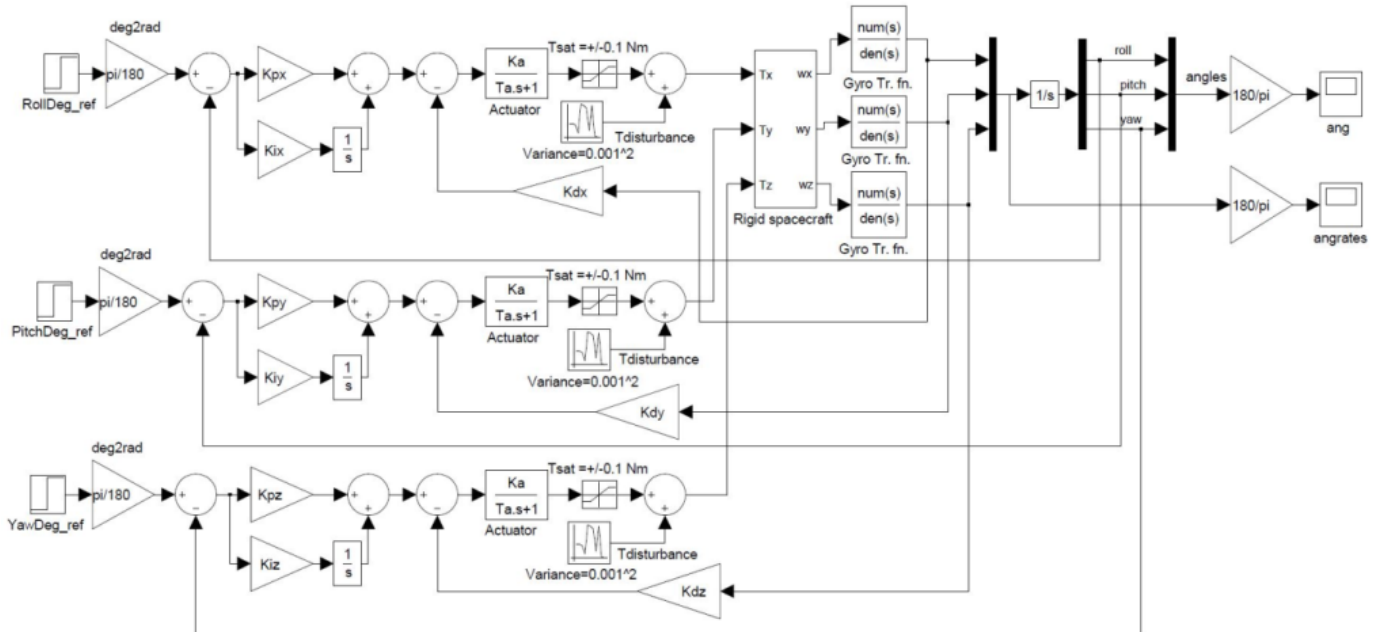 deg2rad
pi/180
RollDeg_ref
+
−
Kpx
Kix
1
s
+
+
+
−
Ka
Ta.s+1
Actuator
Tsat =+/-0.1 Nm
+
+
Tdisturbance
Variance=0.001^2
Kdx
Tx
Ty
Tz
wx
wy
wz
Rigid spacecraft
num(s)
den(s)
Gyro Tr. fn.
num(s)
den(s)
Gyro Tr. fn.
num(s)
den(s)
Gyro Tr. fn.
1/s
roll
pitch
yaw
angles
180/pi
ang
180/pi
angrates
deg2rad
pi/180
PitchDeg_ref
+
−
Kpy
Kiy
1
s
+
+
+
−
Ka
Ta.s+1
Actuator
Tsat =+/-0.1 Nm
+
+
Tdisturbance
Variance=0.001^2
Kdy
deg2rad
pi/180
YawDeg_ref
+
−
Kpz
Kiz
1
s
+
+
+
−
Ka
Ta.s+1
Actuator
Tsat =+/-0.1 Nm
+
+
Tdisturbance
Variance=0.001^2
Kdz